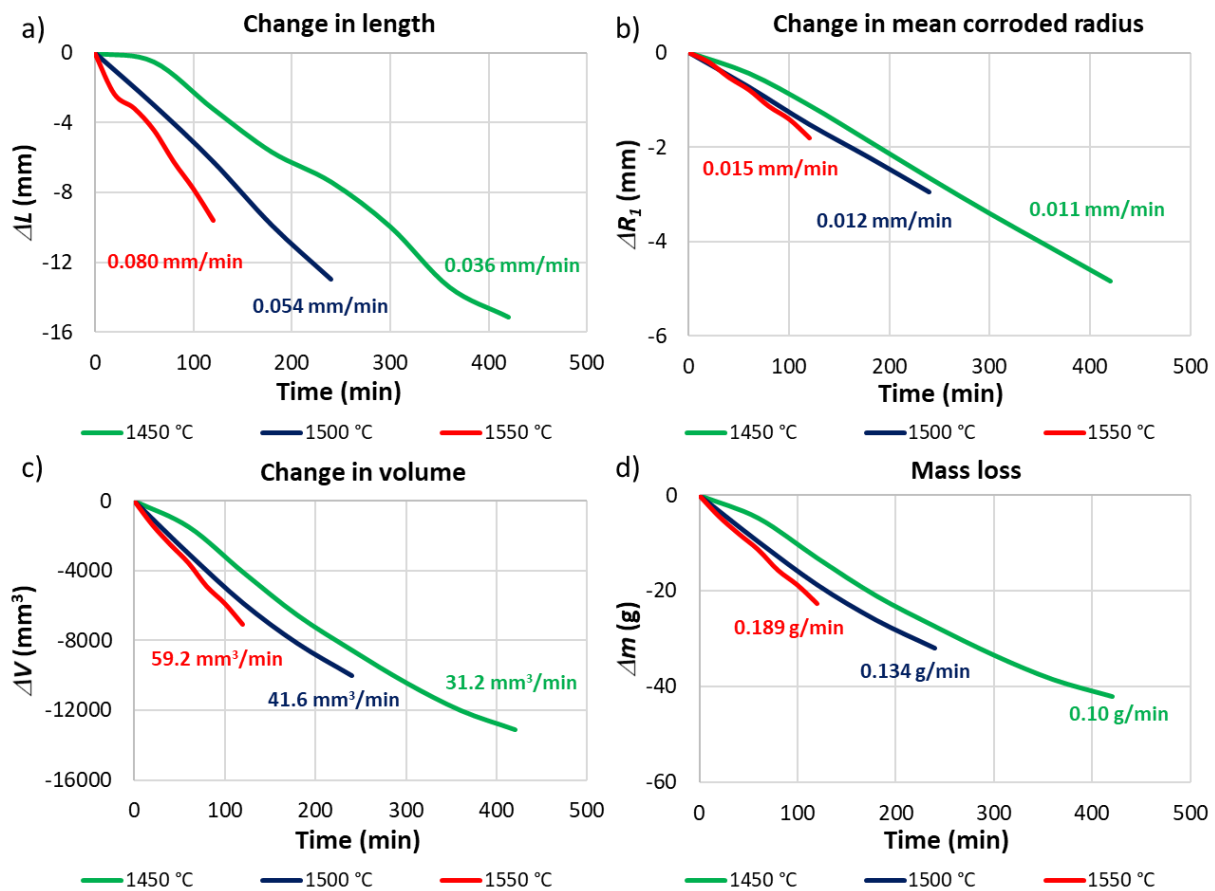 a) Change in length
0
-4
-8
-12
-16
ΔL (mm)
0.080 mm/min
0.054 mm/min
0.036 mm/min
0 100 200 300 400 500
Time (min)
1450 °C 1500 °C 1550 °C
b) Change in mean corroded radius
0
-2
-4
-6
ΔR₁ (mm)
0.015 mm/min
0.012 mm/min
0.011 mm/min
0 100 200 300 400 500
Time (min)
1450 °C 1500 °C 1550 °C
c) Change in volume
0
-4000
-8000
-12000
-16000
ΔV (mm³)
59.2 mm³/min
41.6 mm³/min
31.2 mm³/min
0 100 200 300 400 500
Time (min)
1450 °C 1500 °C 1550 °C
d) Mass loss
0
-20
-40
-60
Δm (g)
0.189 g/min
0.134 g/min
0.10 g/min
0 100 200 300 400 500
Time (min)
1450 °C 1500 °C 1550 °C